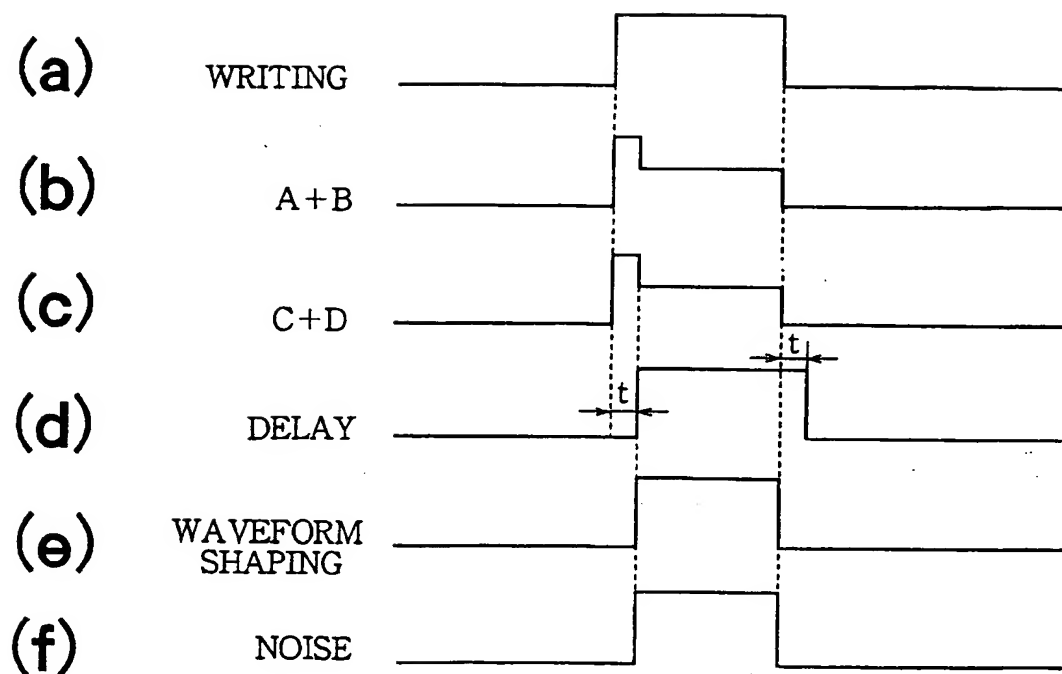 (a) WRITING
(b) A+B
(c) C+D
t
(d) DELAY
t
(e) WAVEFORM
SHAPING
(f) NOISE